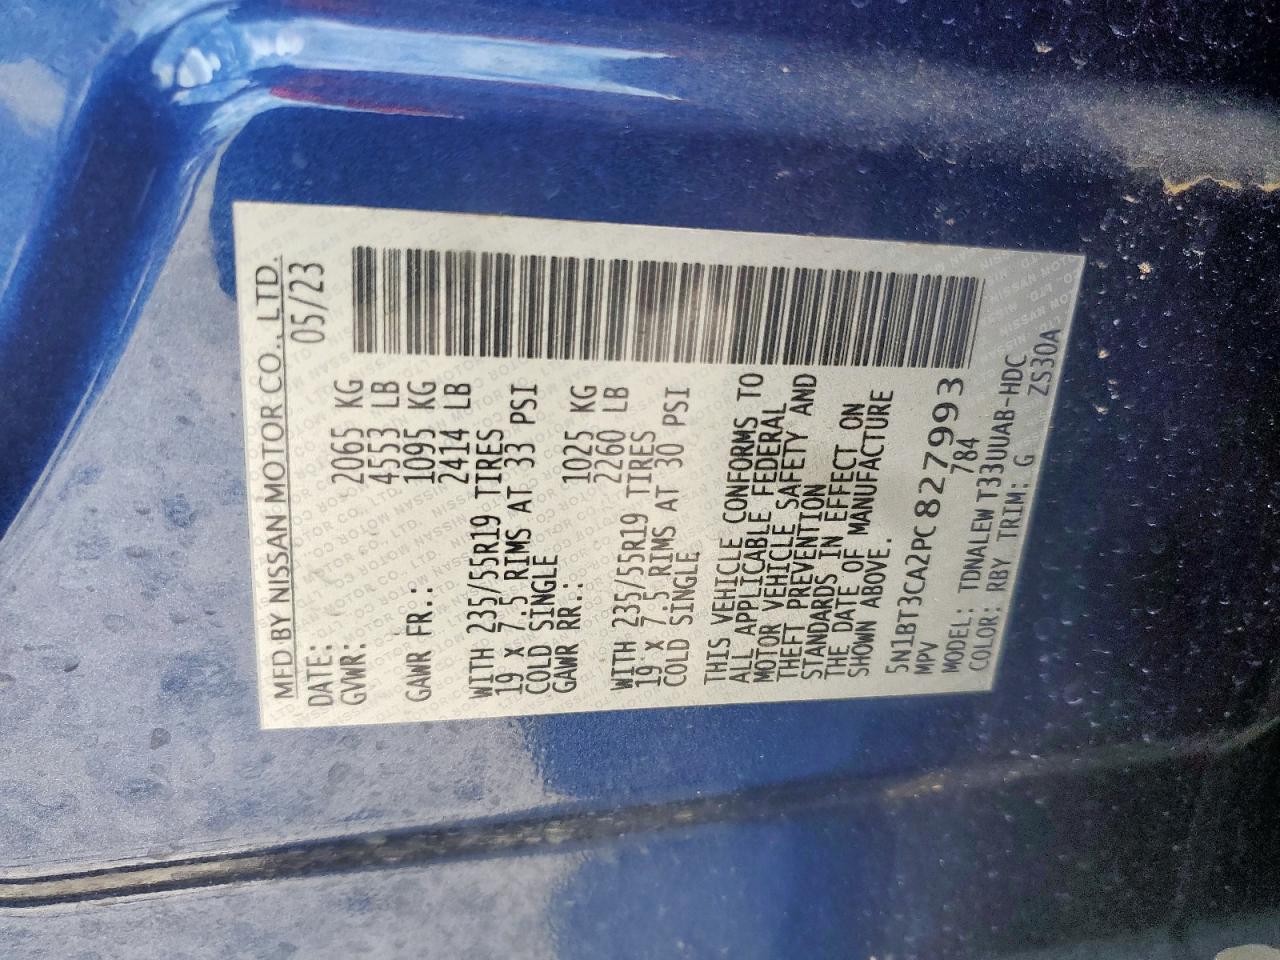 MFD BY NISSAN MOTOR CO., LTD.
DATE: 05/23
GVWR: 2065 KG
4553 LB
GAWR FR.: 1095 KG
2414 LB
WITH 235/55R19 TIRES
19 X 7.5 RIMS AT 33 PSI
COLD SINGLE
GAWR RR.: 1025 KG
2260 LB
WITH 235/55R19 TIRES
19 X 7.5 RIMS AT 30 PSI
COLD SINGLE
THIS VEHICLE CONFORMS TO
ALL APPLICABLE FEDERAL
MOTOR VEHICLE SAFETY AND
THEFT PREVENTION
STANDARDS IN EFFECT ON
THE DATE OF MANUFACTURE
SHOWN ABOVE.
5N1BT3CA2PC827993
MPV 784
MODEL: TDNALEW T33UUAB-HDC
COLOR: RBY TRIM: G ZS30A